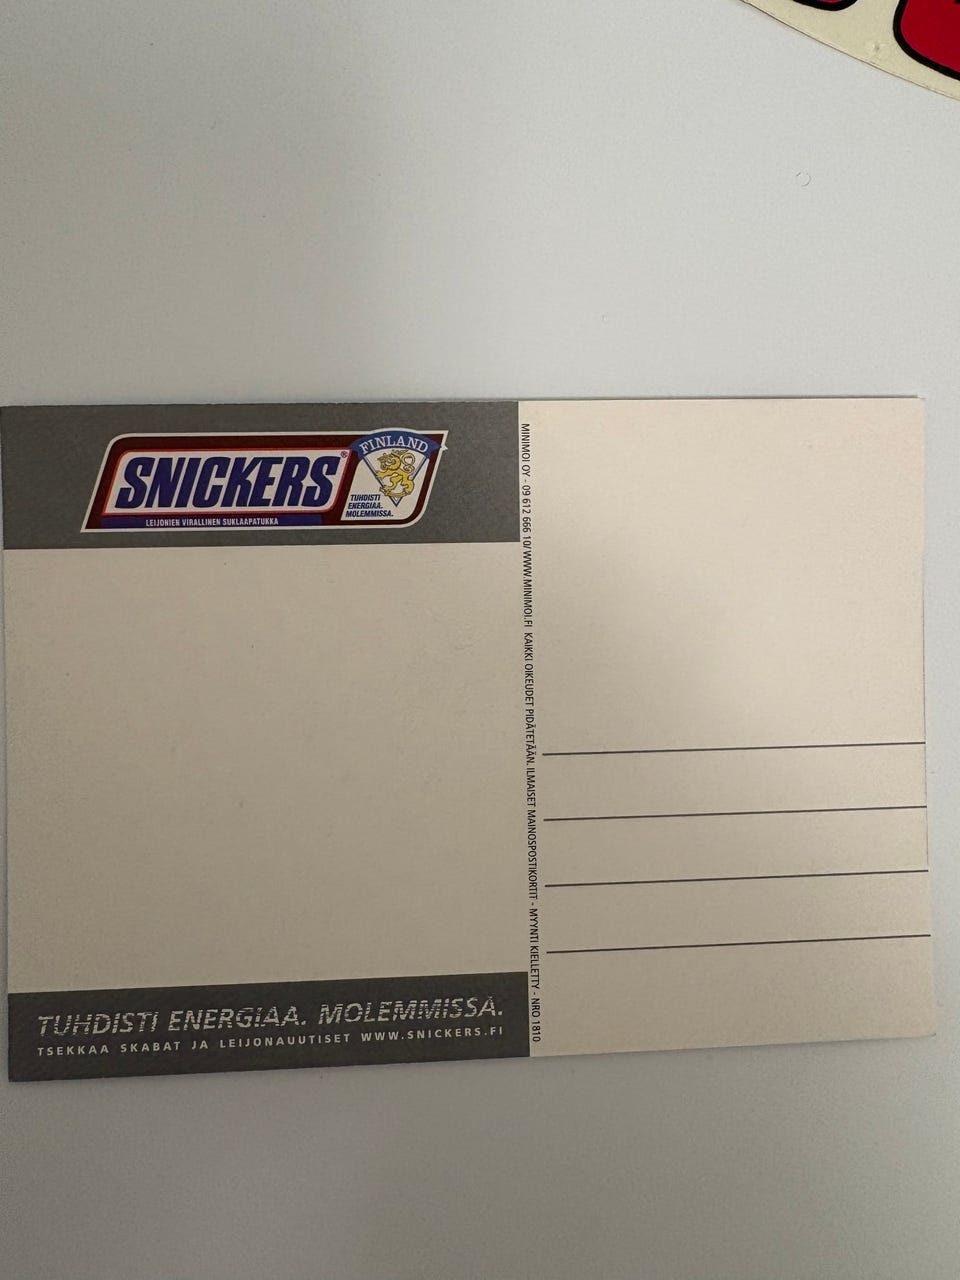 SNICKERS®
FINLAND
TUHDISTI
ENERGIAA.
MOLEMMISSA.
LEIJONIEN VIRALLINEN SUKLAAPATUKKA
TUHDISTI ENERGIAA. MOLEMMISSA.
TSEKKAA SKABAT JA LEIJONAUUTISET WWW.SNICKERS.FI
MINIMOI OY - 09 612 666 10/ WWW.MINIMOI.FI KAIKKI OIKEUDET PIDÄTETÄÄN. ILMAISET MAINOSPOSTIKORTIT - MYYNTI KIELLETTY - NRO 1810